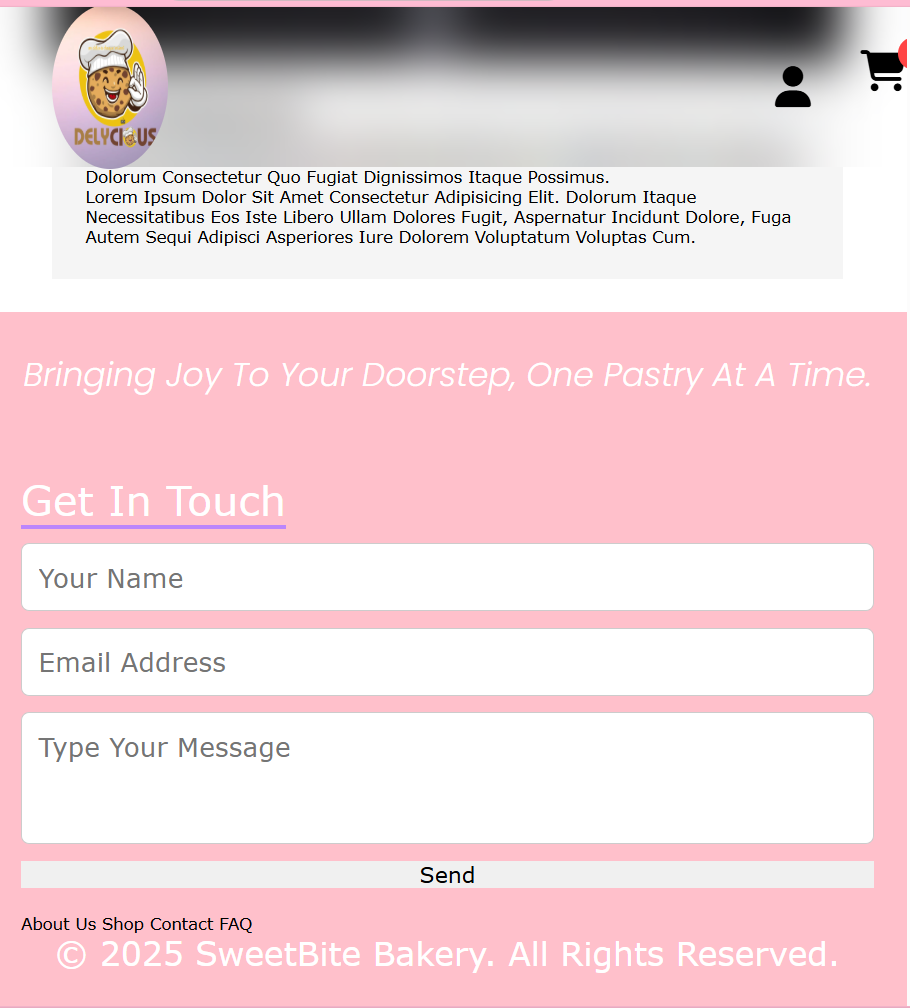 DELYCIOUS
Dolorum Consectetur Quo Fugiat Dignissimos Itaque Possimus.
Lorem Ipsum Dolor Sit Amet Consectetur Adipisicing Elit. Dolorum Itaque
Necessitatibus Eos Iste Libero Ullam Dolores Fugit, Aspernatur Incidunt Dolore, Fuga
Autem Sequi Adipisci Asperiores Iure Dolorem Voluptatum Voluptas Cum.
Bringing Joy To Your Doorstep, One Pastry At A Time.
Get In Touch
Your Name
Email Address
Type Your Message
Send
About Us Shop Contact FAQ
© 2025 SweetBite Bakery. All Rights Reserved.